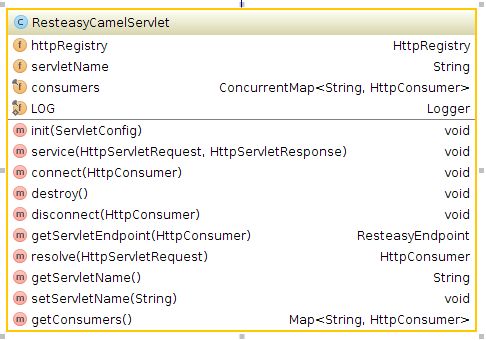 C ResteasyCamelServlet
f httpRegistry HttpRegistry
f servletName String
f consumers ConcurrentMap<String, HttpConsumer>
f LOG Logger
m init(ServletConfig) void
m service(HttpServletRequest, HttpServletResponse) void
m connect(HttpConsumer) void
m destroy() void
m disconnect(HttpConsumer) void
m getServletEndpoint(HttpConsumer) ResteasyEndpoint
m resolve(HttpServletRequest) HttpConsumer
m getServletName() String
m setServletName(String) void
m getConsumers() Map<String, HttpConsumer>